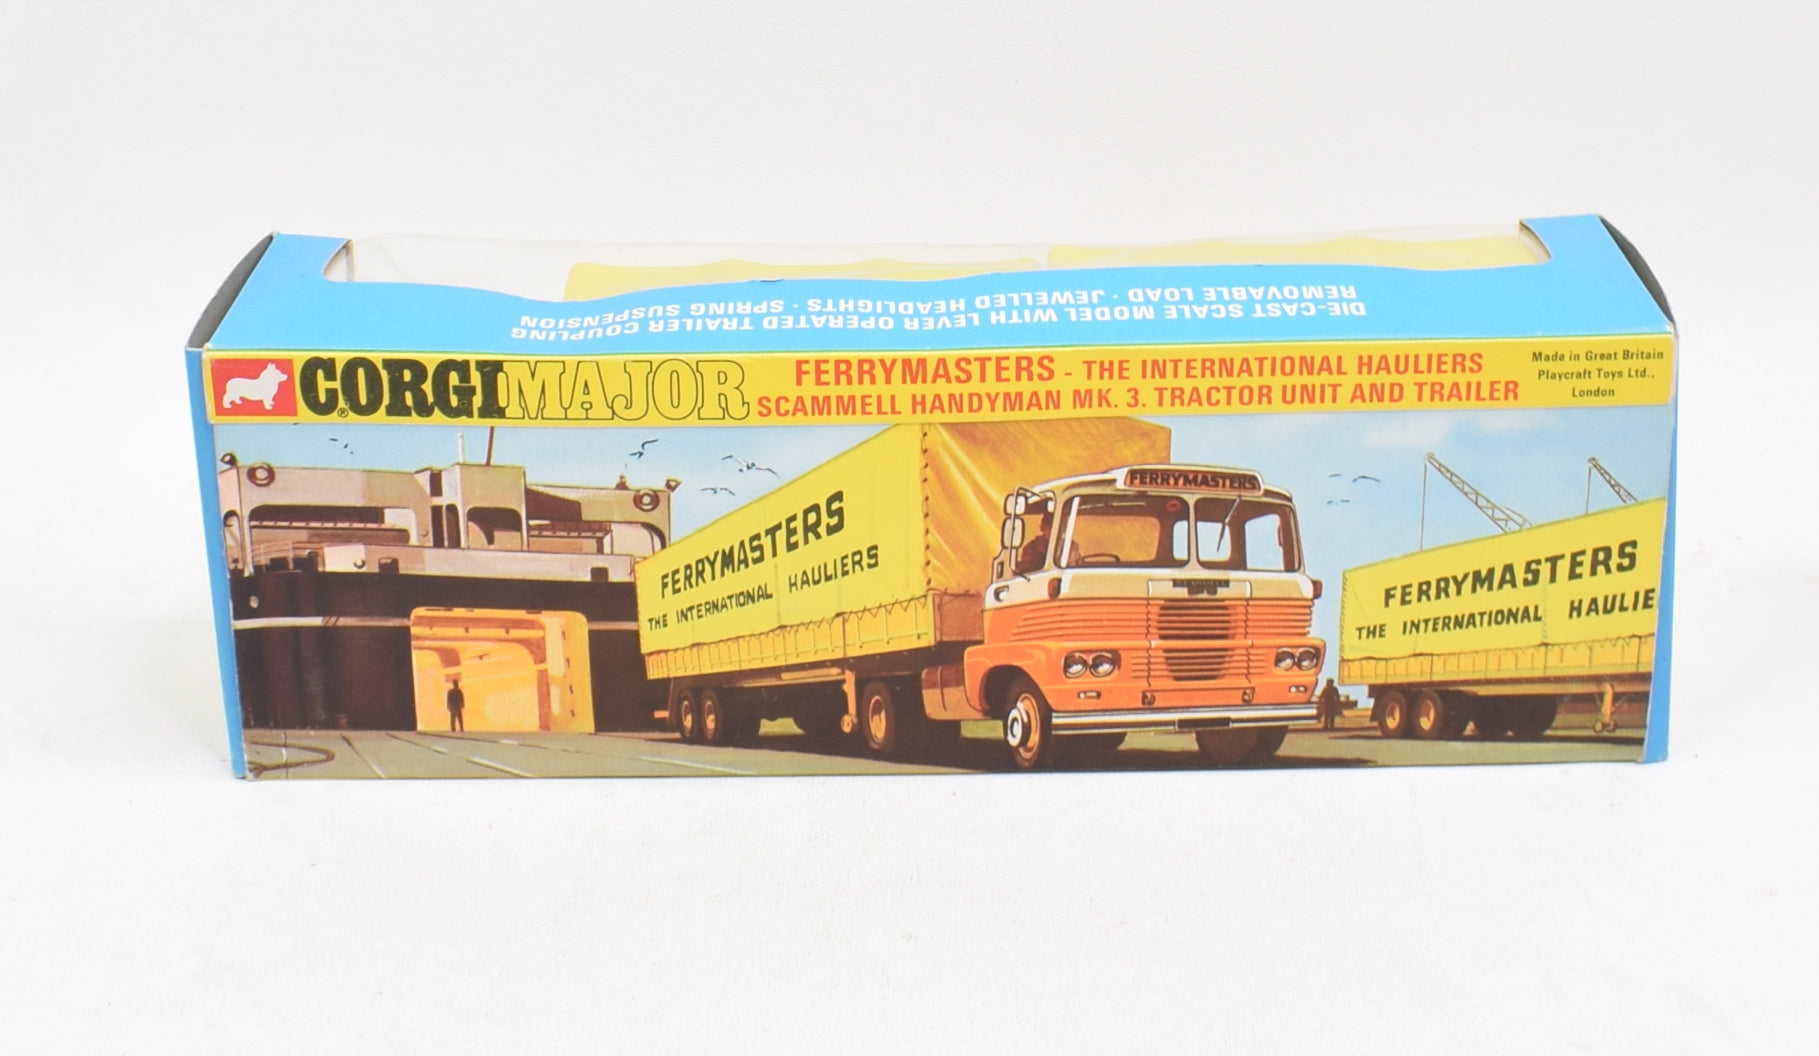 DIE-CAST SCALE MODEL WITH LEVER OPERATED TRAILER COUPLING
REMOVABLE LOAD · JEWELLED HEADLIGHTS · SPRING SUSPENSION
CORGI MAJOR
®
FERRYMASTERS - THE INTERNATIONAL HAULIERS
SCAMMELL HANDYMAN MK. 3. TRACTOR UNIT AND TRAILER
Made in Great Britain
Playcraft Toys Ltd.,
London
FERRYMASTERS
THE INTERNATIONAL HAULIERS
FERRYMASTERS
SCAMMELL
FERRYMASTERS
THE INTERNATIONAL HAULIE